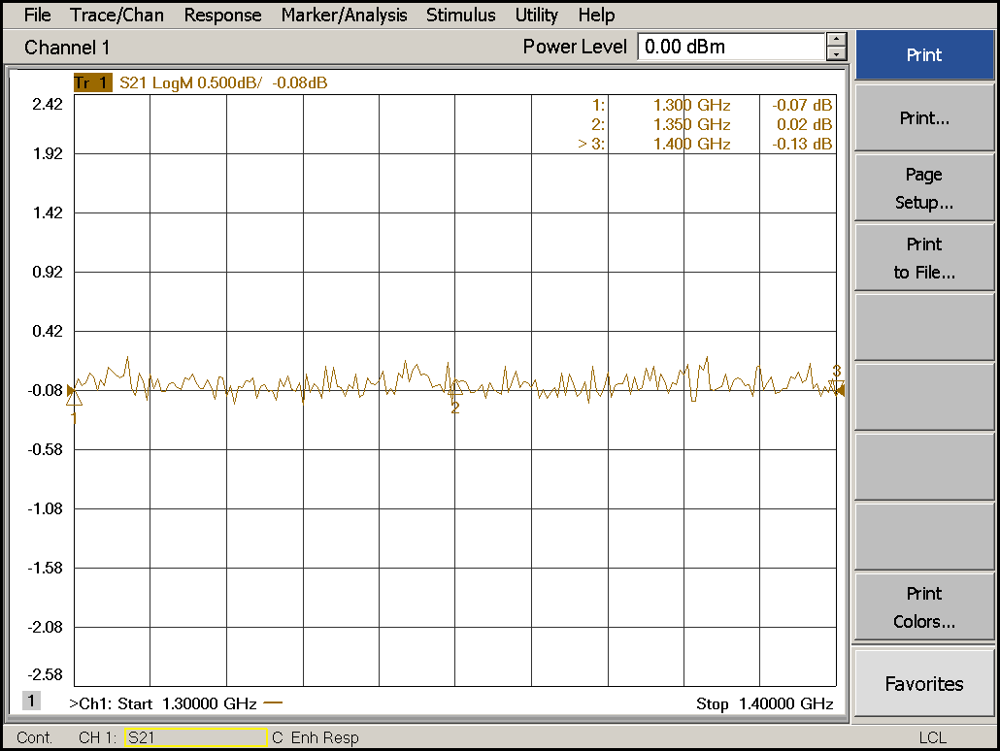 File Trace/Chan Response Marker/Analysis Stimulus Utility Help
Channel 1 Power Level 0.00 dBm
Print
Print...
Page
Setup...
Print
to File...
Print
Colors...
Favorites
Tr 1 S21 LogM 0.500dB/ -0.08dB
1: 1.300 GHz -0.07 dB
2: 1.350 GHz 0.02 dB
> 3: 1.400 GHz -0.13 dB
2.42
1.92
1.42
0.92
0.42
-0.08
-0.58
-1.08
-1.58
-2.08
-2.58
1
2
3
1 >Ch1: Start 1.30000 GHz Stop 1.40000 GHz
Cont. CH 1: S21 C Enh Resp LCL